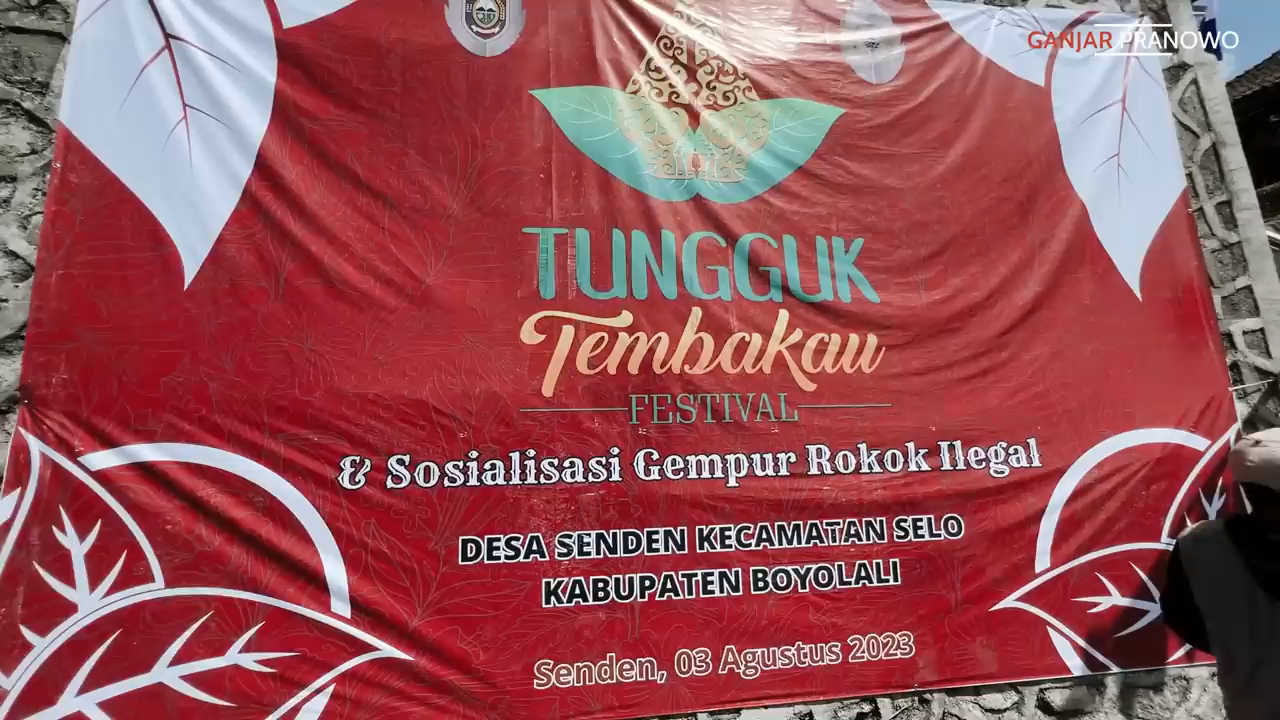 GANJAR PRANOWO
TUNGGUK
Tembakau
FESTIVAL
& Sosialisasi Gempur Rokok Ilegal
DESA SENDEN KECAMATAN SELO
KABUPATEN BOYOLALI
Senden, 03 Agustus 2023